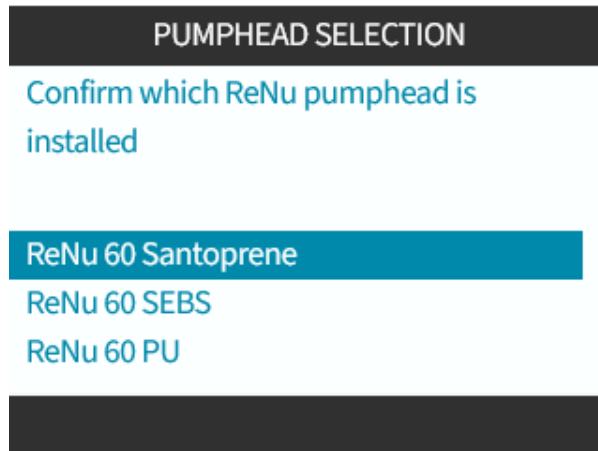 PUMPHEAD SELECTION
Confirm which ReNu pumphead is
installed
ReNu 60 Santoprene
ReNu 60 SEBS
ReNu 60 PU